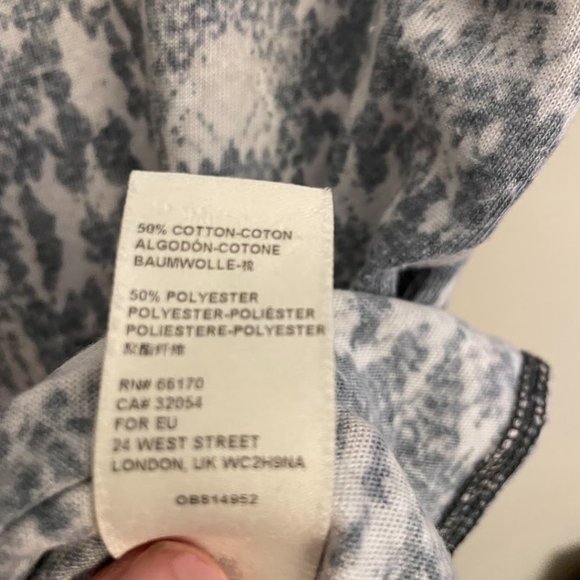 50% COTTON-COTON
ALGODÓN-COTONE
BAUMWOLLE-棉
50% POLYESTER
POLYESTER-POLIÉSTER
POLIESTERE-POLYESTER
聚酯纤维
RN# 66170
CA# 32054
FOR EU
24 WEST STREET
LONDON, UK WC2H9NA
OB814952